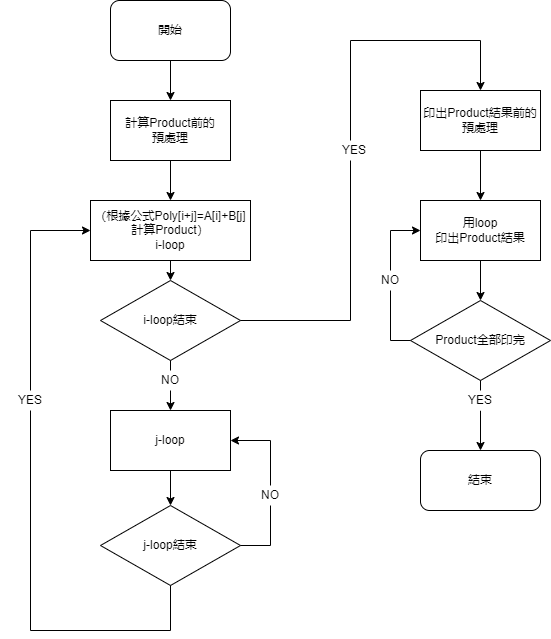 開始
計算Product前的
預處理
（根據公式Poly[i+j]=A[i]+B[j]
計算Product）
i-loop
i-loop結束
NO
j-loop
j-loop結束
NO
YES
YES
印出Product結果前的
預處理
用loop
印出Product結果
NO
Product全部印完
YES
結束